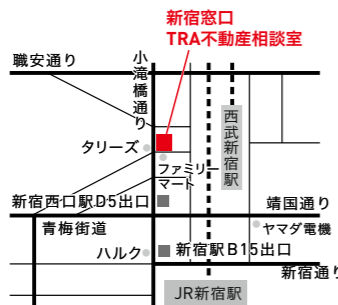 新宿窓口
TRA不動産相談室
職安通り
小滝橋通り
西武新宿駅
タリーズ
ファミリー
マート
新宿西口駅D5出口
靖国通り
青梅街道
ヤマダ電機
ハルク
新宿駅B15出口
新宿通り
JR新宿駅